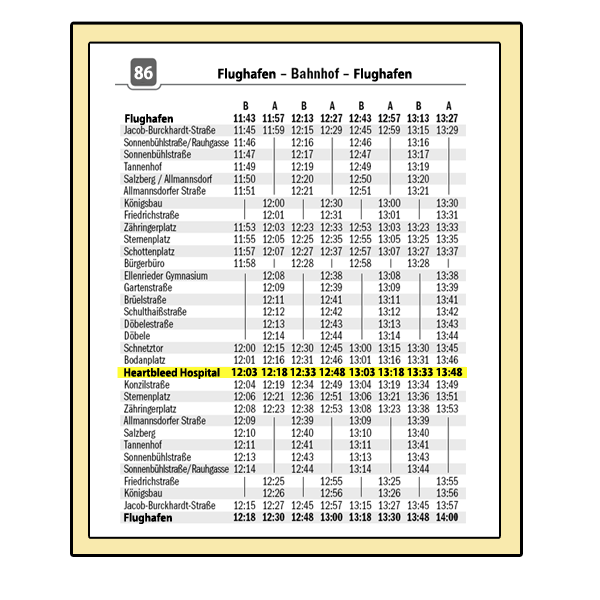 86
Flughafen – Bahnhof – Flughafen
B A B A B A B A
Flughafen 11:43 11:57 12:13 12:27 12:43 12:57 13:13 13:27
Jacob-Burckhardt-Straße 11:45 11:59 12:15 12:29 12:45 12:59 13:15 13:29
Sonnenbühlstraße/Rauhgasse 11:46 | 12:16 | 12:46 | 13:16 |
Sonnenbühlstraße 11:47 | 12:17 | 12:47 | 13:17 |
Tannenhof 11:49 | 12:19 | 12:49 | 13:19 |
Salzberg / Allmannsdorf 11:50 | 12:20 | 12:50 | 13:20 |
Allmannsdorfer Straße 11:51 | 12:21 | 12:51 | 13:21 |
Königsbau | 12:00 | 12:30 | 13:00 | 13:30
Friedrichstraße | 12:01 | 12:31 | 13:01 | 13:31
Zähringerplatz 11:53 12:03 12:23 12:33 12:53 13:03 13:23 13:33
Sternenplatz 11:55 12:05 12:25 12:35 12:55 13:05 13:25 13:35
Schottenplatz 11:57 12:07 12:27 12:37 12:57 13:07 13:27 13:37
Bürgerbüro 11:58 | 12:28 | 12:58 | 13:28 |
Ellenrieder Gymnasium | 12:08 | 12:38 | 13:08 | 13:38
Gartenstraße | 12:09 | 12:39 | 13:09 | 13:39
Brüelstraße | 12:11 | 12:41 | 13:11 | 13:41
Schulthaißstraße | 12:12 | 12:42 | 13:12 | 13:42
Döbelestraße | 12:13 | 12:43 | 13:13 | 13:43
Döbele | 12:14 | 12:44 | 13:14 | 13:44
Schnetztor 12:00 12:15 12:30 12:45 13:00 13:15 13:30 13:45
Bodanplatz 12:01 12:16 12:31 12:46 13:01 13:16 13:31 13:46
Heartbleed Hospital 12:03 12:18 12:33 12:48 13:03 13:18 13:33 13:48
Konzilstraße 12:04 12:19 12:34 12:49 13:04 13:19 13:34 13:49
Sternenplatz 12:06 12:21 12:36 12:51 13:06 13:21 13:36 13:51
Zähringerplatz 12:08 12:23 12:38 12:53 13:08 13:23 13:38 13:53
Allmannsdorfer Straße 12:09 | 12:39 | 13:09 | 13:39 |
Salzberg 12:10 | 12:40 | 13:10 | 13:40 |
Tannenhof 12:11 | 12:41 | 13:11 | 13:41 |
Sonnenbühlstraße 12:13 | 12:43 | 13:13 | 13:43 |
Sonnenbühlstraße/Rauhgasse 12:14 | 12:44 | 13:14 | 13:44 |
Friedrichstraße | 12:25 | 12:55 | 13:25 | 13:55
Königsbau | 12:26 | 12:56 | 13:26 | 13:56
Jacob-Burckhardt-Straße 12:15 12:27 12:45 12:57 13:15 13:27 13:45 13:57
Flughafen 12:18 12:30 12:48 13:00 13:18 13:30 13:48 14:00